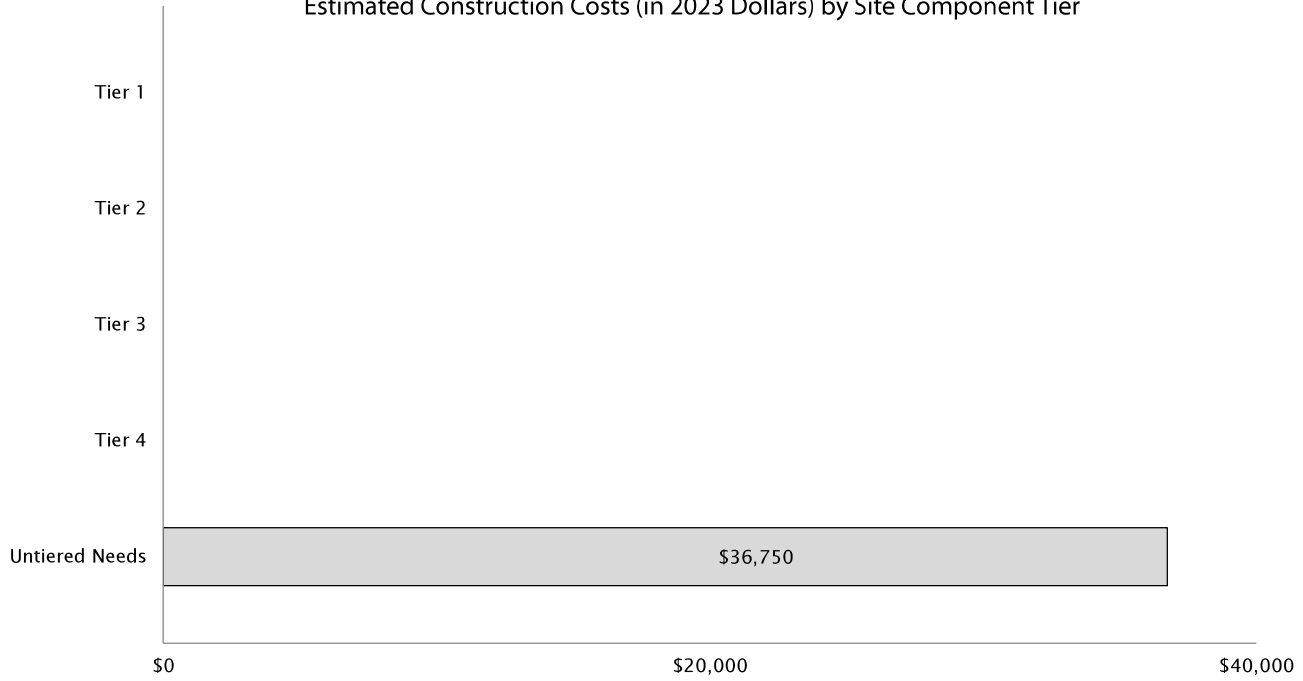 Estimated Construction Costs (in 2023 Dollars) by Site Component Tier
Tier 1
Tier 2
Tier 3
Tier 4
Untiered Needs
$36,750
$0
$20,000
$40,000